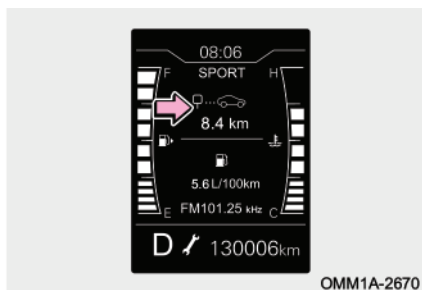 08:06
F SPORT H
8.4 km
5.6 L/100km
E FM101.25 kHz C
D 130006km
OMM1A-2670